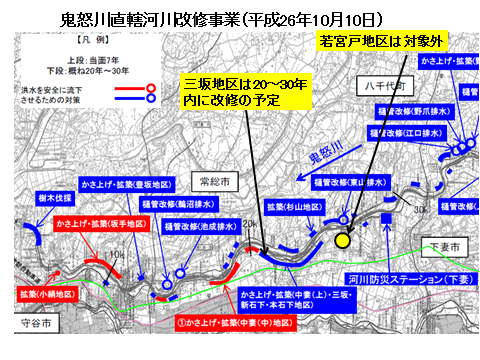 鬼怒川直轄河川改修事業(平成26年10月10日)
【凡 例】
上段：当面7年
下段：概ね20年～30年
洪水を安全に流下
させるための対策
若宮戸地区は対象外
三坂地区は20～30年
内に改修の予定
八千代町
樋管改修(野爪排水)
樋管改修(江口排水)
鬼怒川
樋管改修(東山排水)
常総市
かさ上げ・拡築(豊坂地区)
拡築(杉山地区)
樹木伐採
樋管改修(鵜沼排水)
30k
かさ上げ・拡築(坂手地区)
樋管改修(池成排水)
20k
下妻市
10k
河川防災ステーション(下妻)
拡築(小絹地区)
かさ上げ・拡築(中妻(上)・三坂・
新石下・本石下地区)
守谷市
①かさ上げ・拡築(中妻(中)地区)